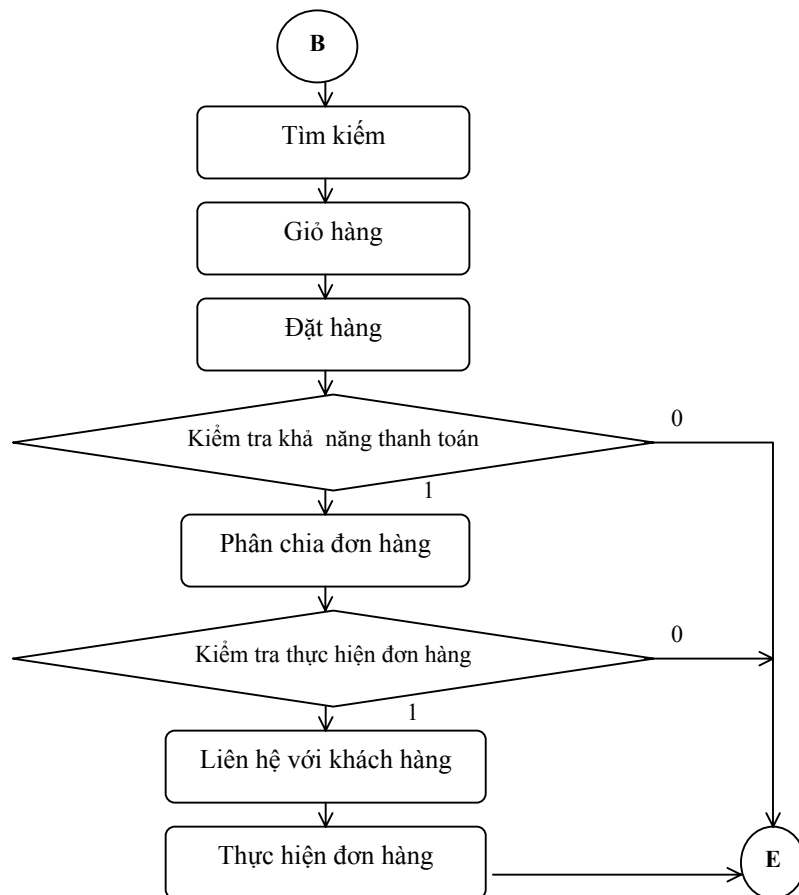 B
Tìm kiếm
Giỏ hàng
Đặt hàng
Kiểm tra khả năng thanh toán
0
1
Phân chia đơn hàng
Kiểm tra thực hiện đơn hàng
0
1
Liên hệ với khách hàng
Thực hiện đơn hàng
E